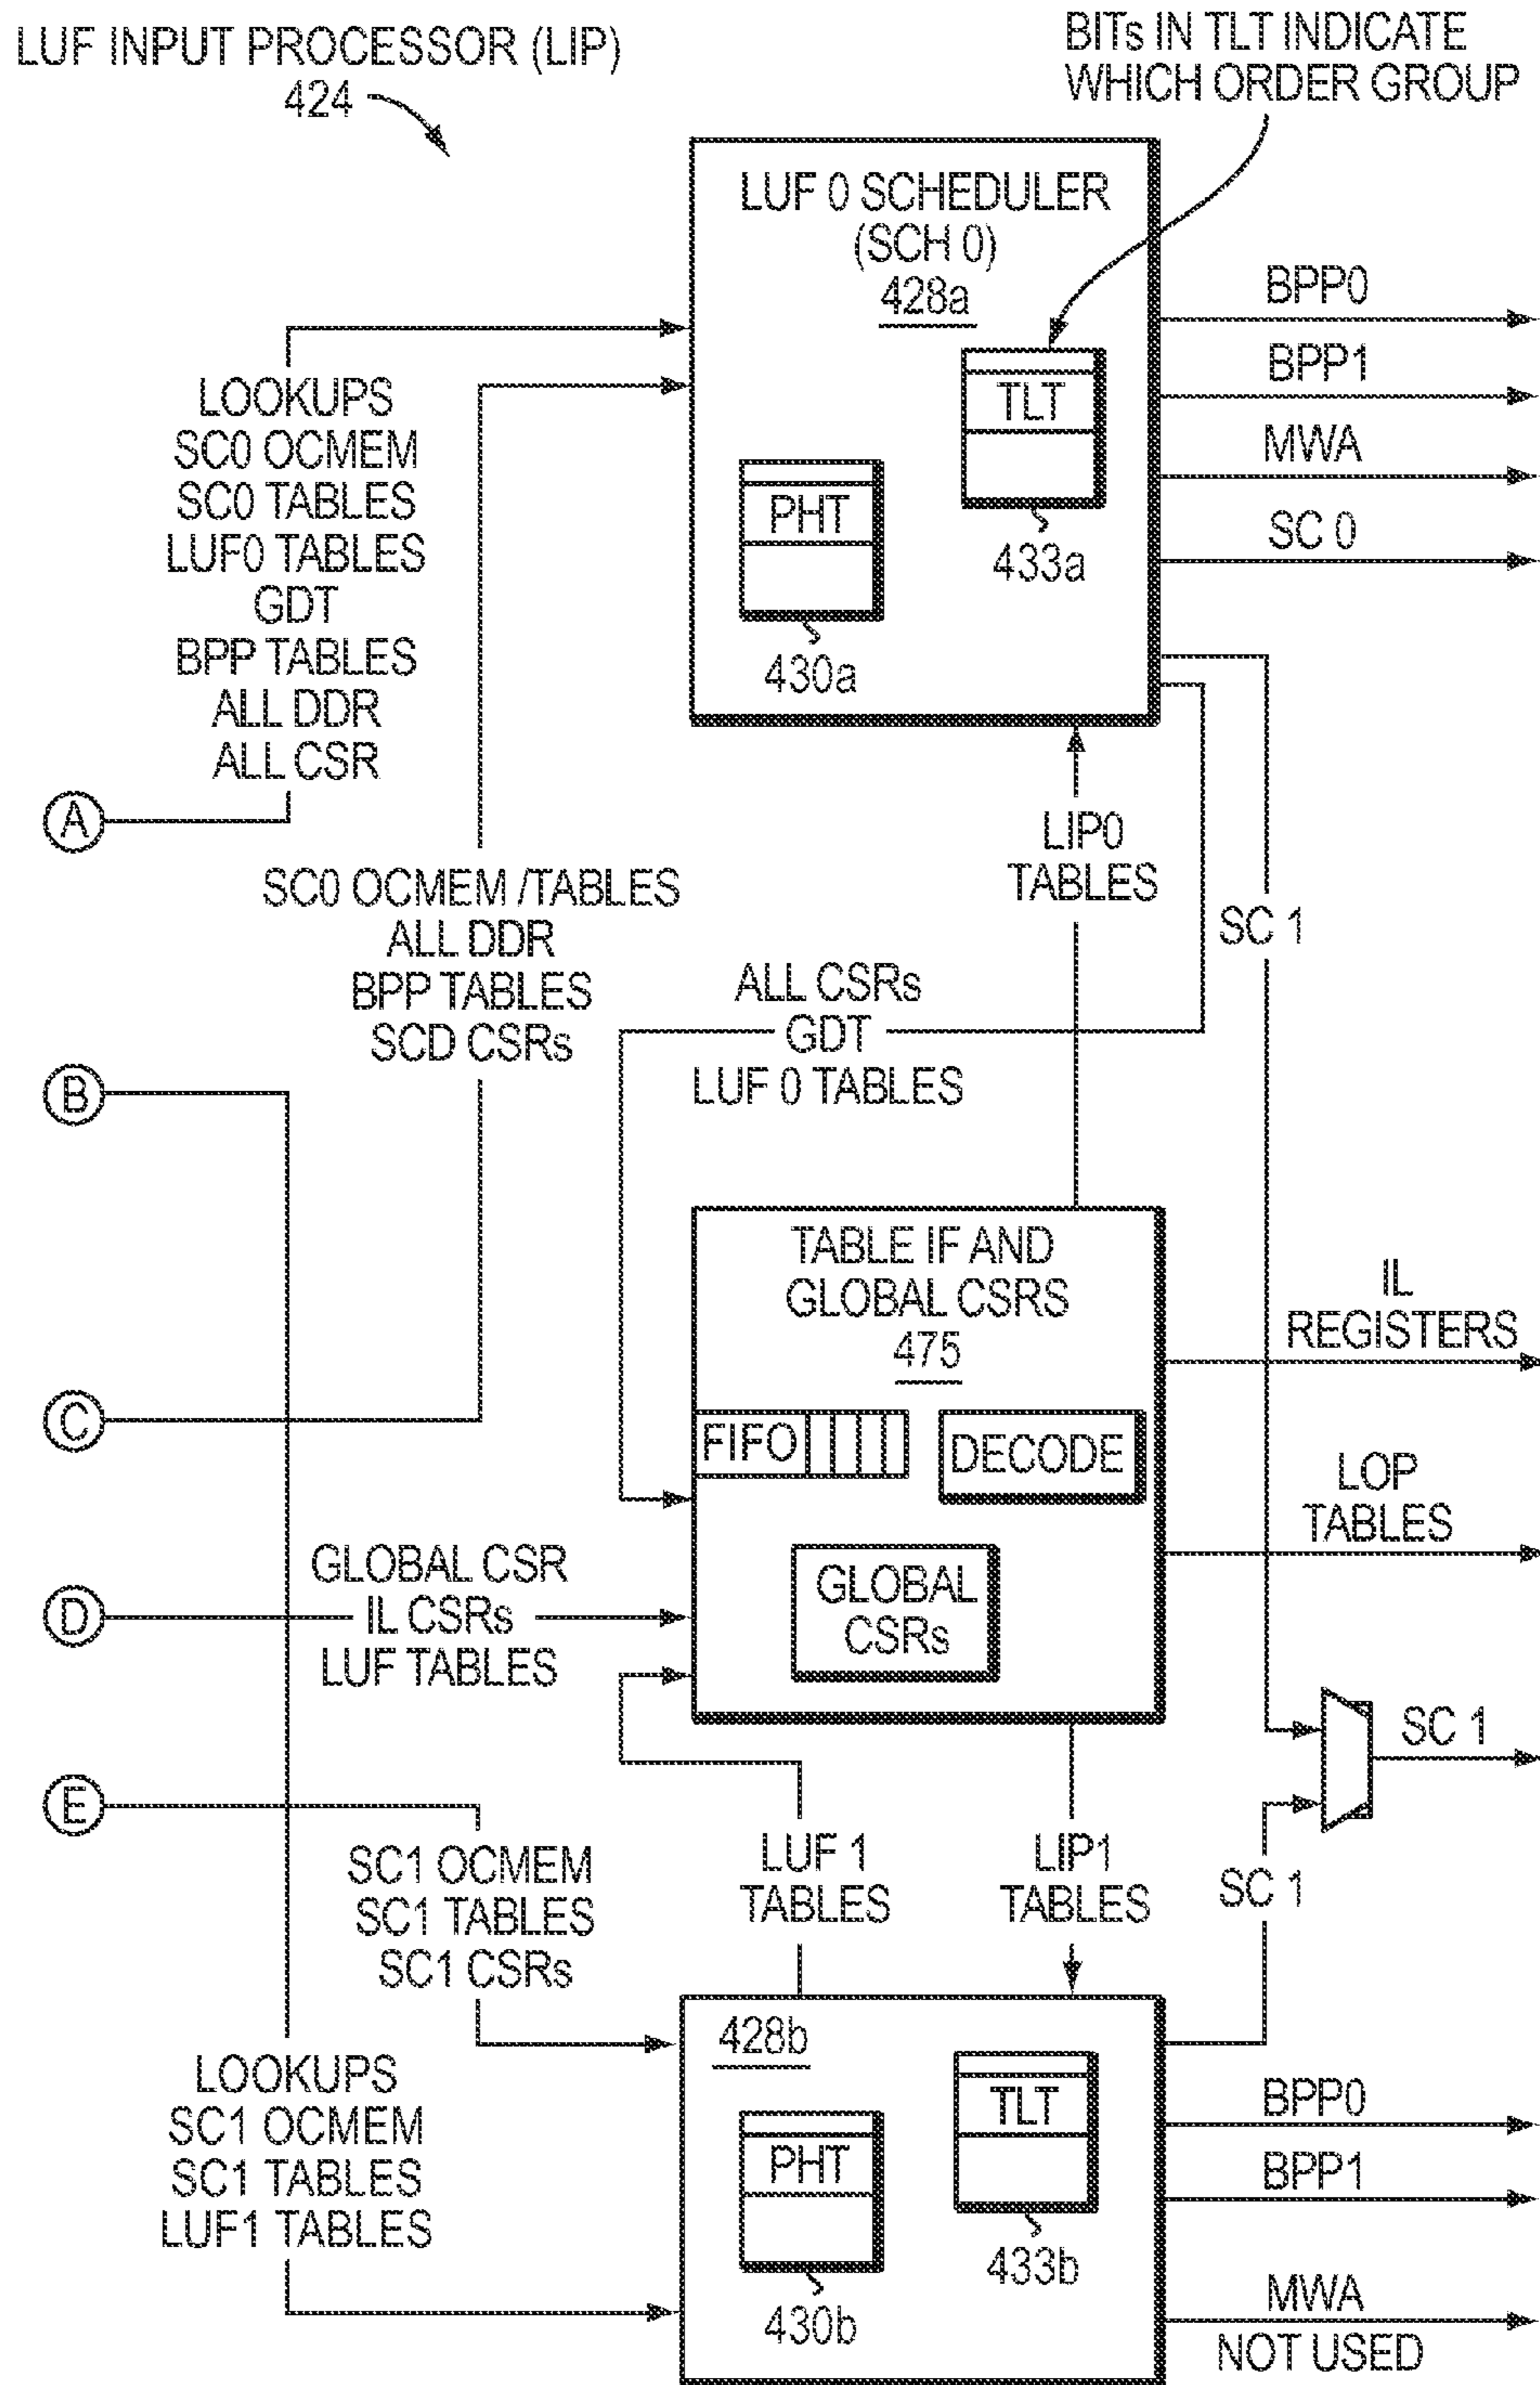 LUF INPUT PROCESSOR (LIP)
424
BITs IN TLT INDICATE
WHICH ORDER GROUP
LUF 0 SCHEDULER
(SCH 0)
428a
TLT
433a
PHT
430a
BPP0
BPP1
MWA
SC 0
LOOKUPS
SC0 OCMEM
SC0 TABLES
LUF0 TABLES
GDT
BPP TABLES
ALL DDR
ALL CSR
A
SC0 OCMEM /TABLES
ALL DDR
BPP TABLES
SCD CSRs
LIP0
TABLES
SC 1
ALL CSRs
GDT
LUF 0 TABLES
B
TABLE IF AND
GLOBAL CSRS
475
FIFO
DECODE
GLOBAL
CSRs
IL
REGISTERS
LOP
TABLES
C
D
GLOBAL CSR
IL CSRs
LUF TABLES
SC 1
E
SC1 OCMEM
SC1 TABLES
SC1 CSRs
LUF 1
TABLES
LIP1
TABLES
SC 1
LOOKUPS
SC1 OCMEM
SC1 TABLES
LUF1 TABLES
428b
TLT
433b
PHT
430b
BPP0
BPP1
MWA
NOT USED